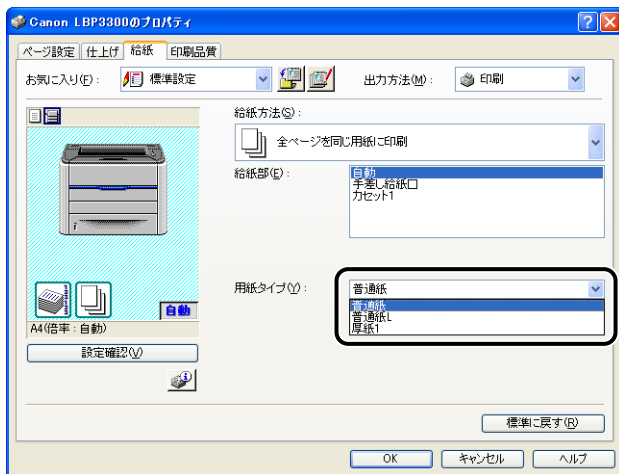 Canon LBP3300のプロパティ
ページ設定 仕上げ 給紙 印刷品質
お気に入り(F): 標準設定 出力方法(M): 印刷
給紙方法(S):
全ページを同じ用紙に印刷
給紙部(E):
自動
手差し給紙口
カセット1
用紙タイプ(Y): 普通紙
普通紙
普通紙L
厚紙1
自動
A4(倍率:自動)
設定確認(V)
標準に戻す(R)
OK キャンセル ヘルプ